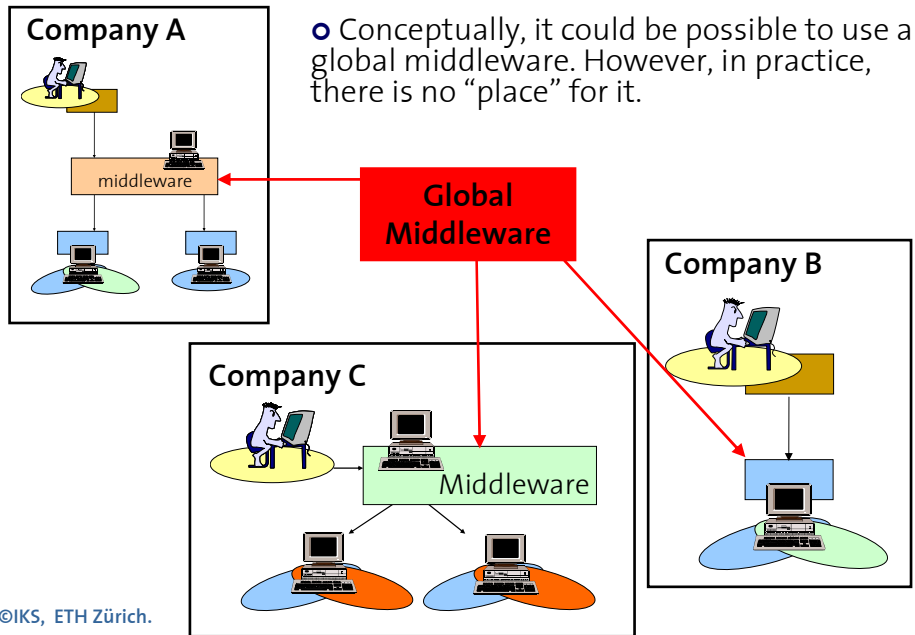 Company A
o Conceptually, it could be possible to use a
global middleware. However, in practice,
there is no “place” for it.
middleware
Global
Middleware
Company B
Company C
Middleware
©IKS, ETH Zürich.